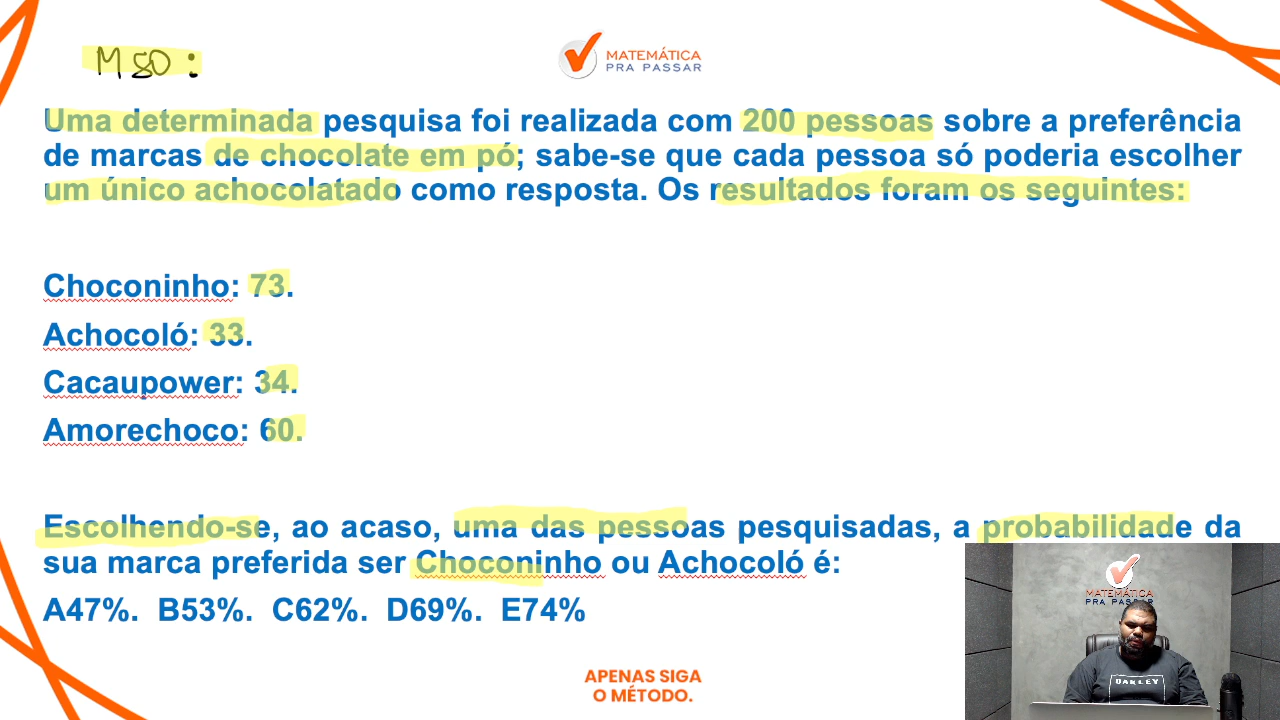 M80:
MATEMÁTICA
PRA PASSAR
Uma determinada pesquisa foi realizada com 200 pessoas sobre a preferência
de marcas de chocolate em pó; sabe-se que cada pessoa só poderia escolher
um único achocolatado como resposta. Os resultados foram os seguintes:
Choconinho: 73.
Achocoló: 33.
Cacaupower: 34.
Amorechoco: 60.
Escolhendo-se, ao acaso, uma das pessoas pesquisadas, a probabilidade da
sua marca preferida ser Choconinho ou Achocoló é:
A47%. B53%. C62%. D69%. E74%
MATEMÁTICA
PRA PASSAR
OAKLEY
APENAS SIGA
O MÉTODO.